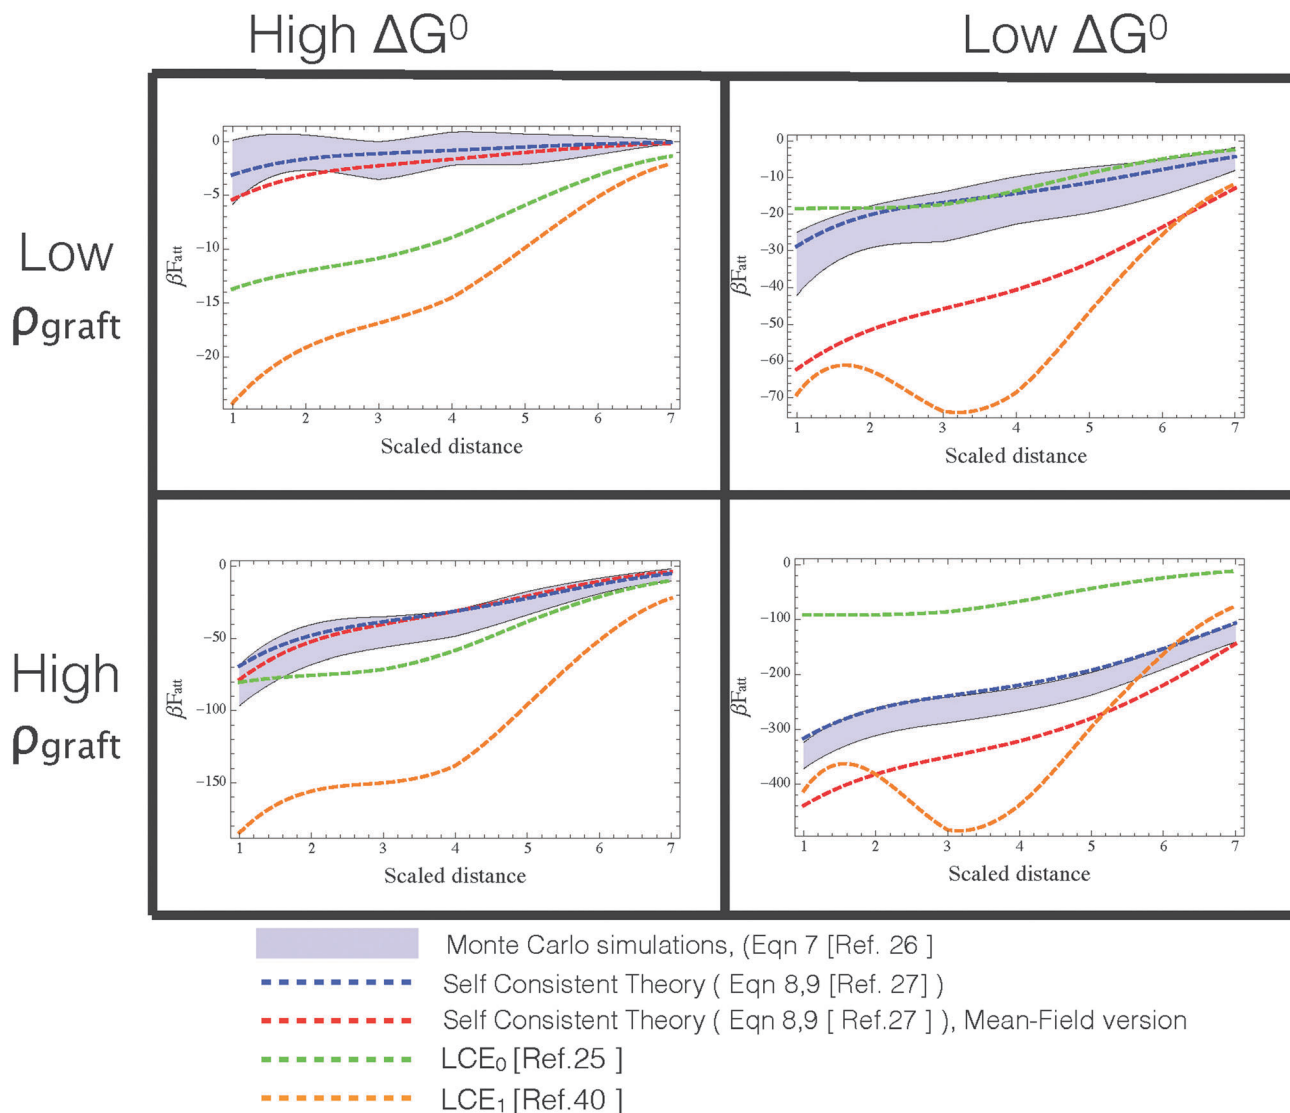 High ΔG⁰
Low ΔG⁰
Low
ρgraft
High
ρgraft
0
−5
−10
−15
−20
βFatt
1 2 3 4 5 6 7
Scaled distance
0
−10
−20
−30
−40
−50
−60
−70
βFatt
1 2 3 4 5 6 7
Scaled distance
0
−50
−100
−150
βFatt
1 2 3 4 5 6 7
Scaled distance
0
−100
−200
−300
−400
βFatt
1 2 3 4 5 6 7
Scaled distance
Monte Carlo simulations, (Eqn 7 [Ref. 26 ]
Self Consistent Theory ( Eqn 8,9 [Ref. 27] )
Self Consistent Theory ( Eqn 8,9 [ Ref.27 ] ), Mean-Field version
LCE₀ [Ref.25 ]
LCE₁ [Ref.40 ]